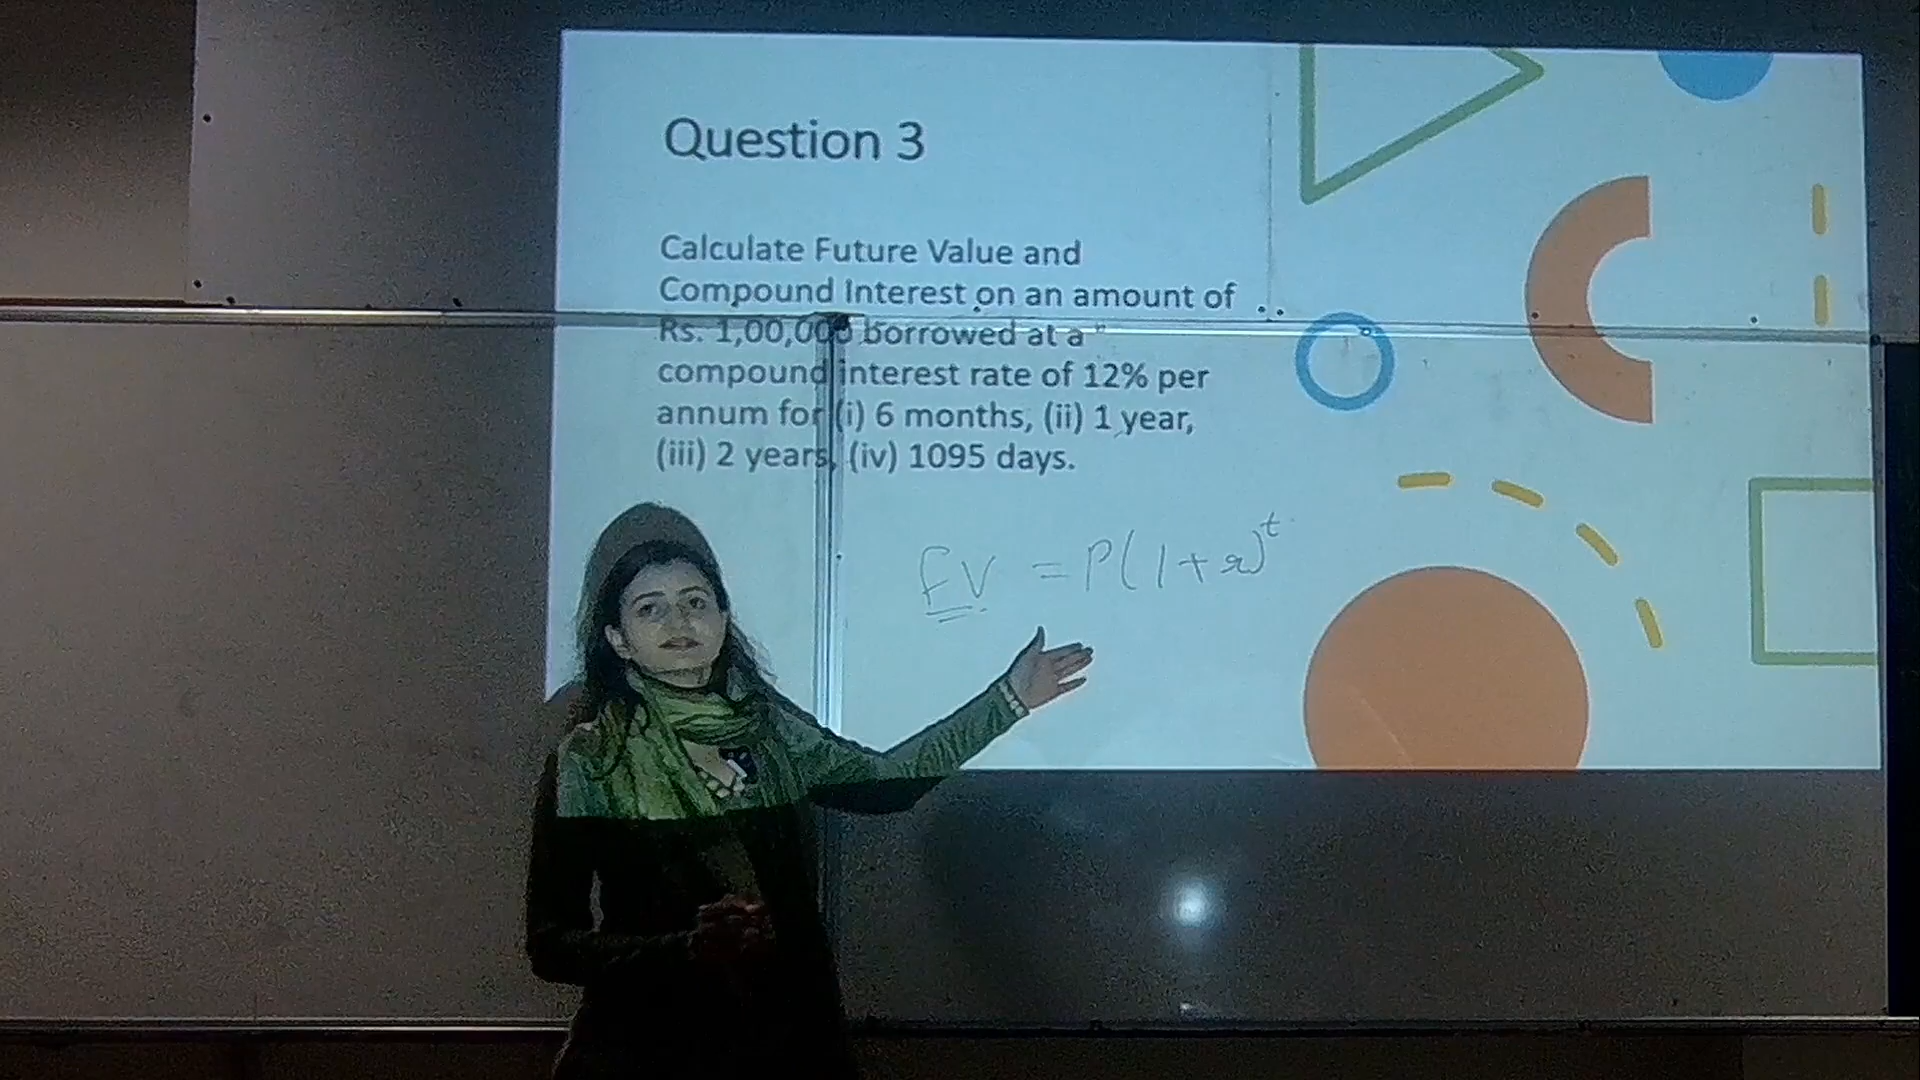 Question 3
Calculate Future Value and
Compound Interest on an amount of
Rs. 1,00,000 borrowed at a
compound interest rate of 12% per
annum for (i) 6 months, (ii) 1 year,
(iii) 2 years, (iv) 1095 days.
FV = P(1+r)^t